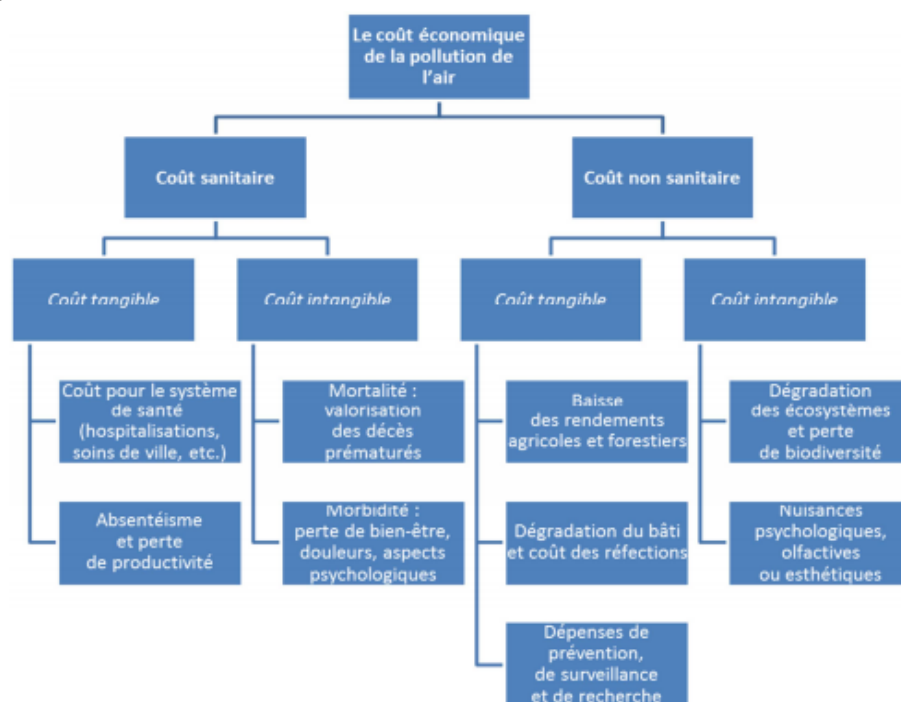 Le coût économique
de la pollution de
l'air
Coût sanitaire
Coût non sanitaire
Coût tangible
Coût intangible
Coût tangible
Coût intangible
Coût pour le système
de santé
(hospitalisations,
soins de ville, etc.)
Mortalité :
valorisation
des décès
prématurés
Baisse
des rendements
agricoles et forestiers
Dégradation
des écosystèmes
et perte
de biodiversité
Absentéisme
et perte
de productivité
Morbidité :
perte de bien-être,
douleurs, aspects
psychologiques
Dégradation du bâti
et coût des réfections
Nuisances
psychologiques,
olfactives
ou esthétiques
Dépenses de
prévention,
de surveillance
et de recherche